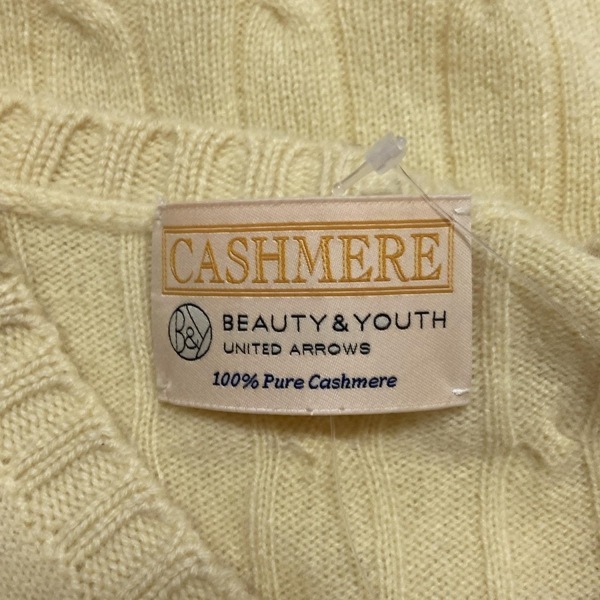 CASHMERE
B&Y
BEAUTY & YOUTH
UNITED ARROWS
100% Pure Cashmere